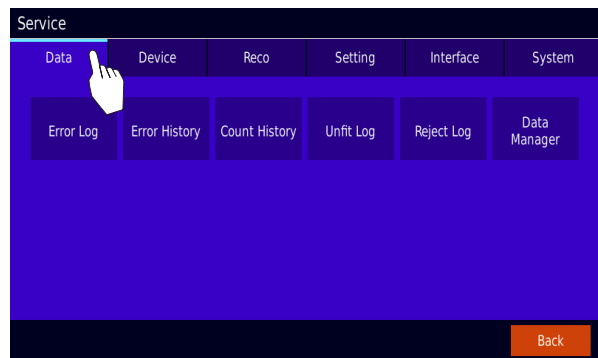 Service
Data Device Reco Setting Interface System
Error Log Error History Count History Unfit Log Reject Log Data
Manager
Back